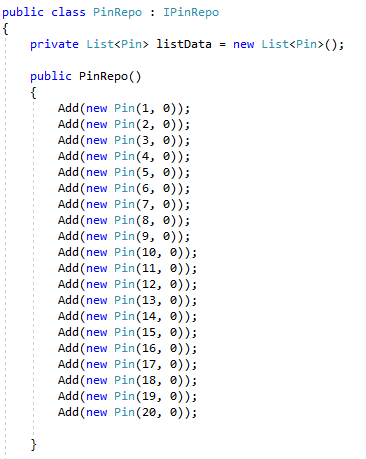 public class PinRepo : IPinRepo
{
    private List<Pin> listData = new List<Pin>();
    public PinRepo()
    {
        Add(new Pin(1, 0));
        Add(new Pin(2, 0));
        Add(new Pin(3, 0));
        Add(new Pin(4, 0));
        Add(new Pin(5, 0));
        Add(new Pin(6, 0));
        Add(new Pin(7, 0));
        Add(new Pin(8, 0));
        Add(new Pin(9, 0));
        Add(new Pin(10, 0));
        Add(new Pin(11, 0));
        Add(new Pin(12, 0));
        Add(new Pin(13, 0));
        Add(new Pin(14, 0));
        Add(new Pin(15, 0));
        Add(new Pin(16, 0));
        Add(new Pin(17, 0));
        Add(new Pin(18, 0));
        Add(new Pin(19, 0));
        Add(new Pin(20, 0));
    }